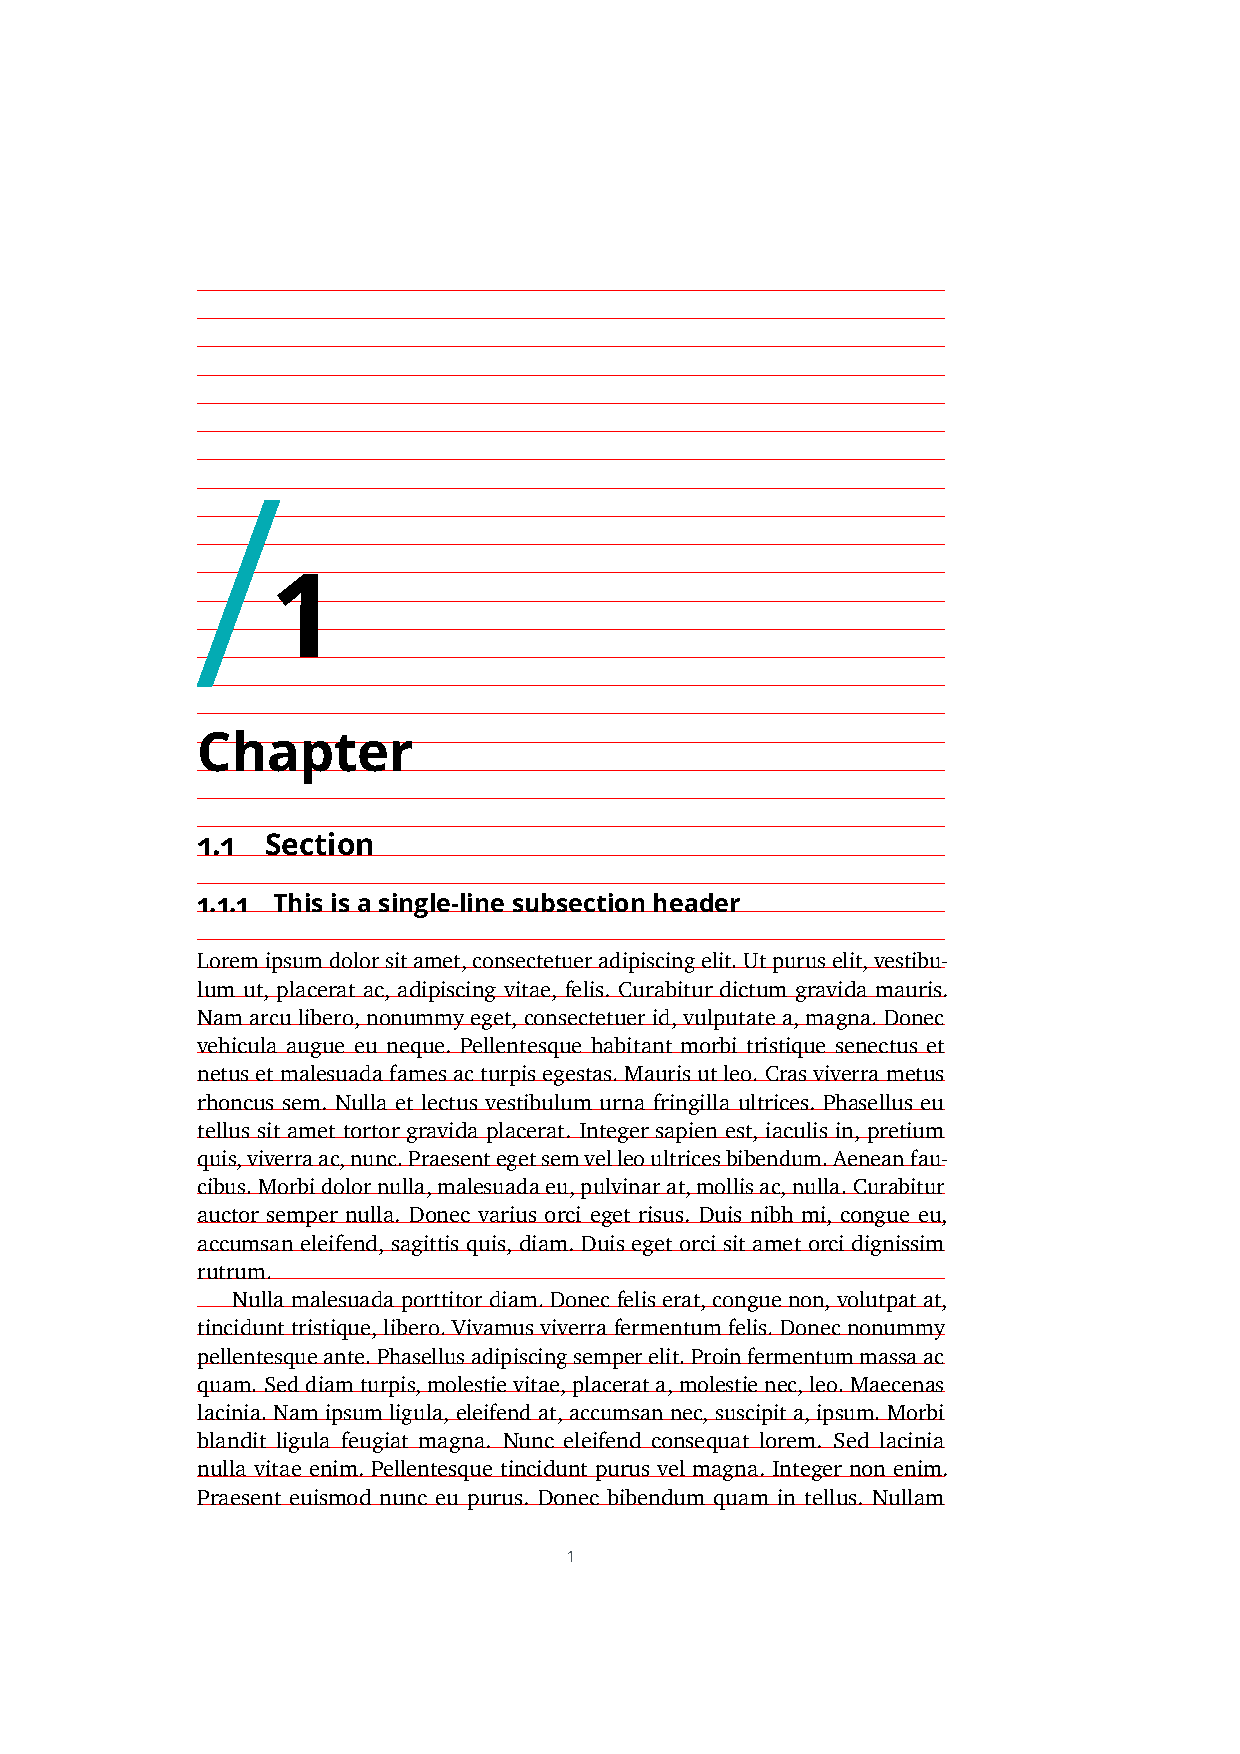 /1
Chapter
1.1 Section
1.1.1 This is a single-line subsection header
Lorem ipsum dolor sit amet, consectetuer adipiscing elit. Ut purus elit, vestibu-
lum ut, placerat ac, adipiscing vitae, felis. Curabitur dictum gravida mauris.
Nam arcu libero, nonummy eget, consectetuer id, vulputate a, magna. Donec
vehicula augue eu neque. Pellentesque habitant morbi tristique senectus et
netus et malesuada fames ac turpis egestas. Mauris ut leo. Cras viverra metus
rhoncus sem. Nulla et lectus vestibulum urna fringilla ultrices. Phasellus eu
tellus sit amet tortor gravida placerat. Integer sapien est, iaculis in, pretium
quis, viverra ac, nunc. Praesent eget sem vel leo ultrices bibendum. Aenean fau-
cibus. Morbi dolor nulla, malesuada eu, pulvinar at, mollis ac, nulla. Curabitur
auctor semper nulla. Donec varius orci eget risus. Duis nibh mi, congue eu,
accumsan eleifend, sagittis quis, diam. Duis eget orci sit amet orci dignissim
rutrum.
Nulla malesuada porttitor diam. Donec felis erat, congue non, volutpat at,
tincidunt tristique, libero. Vivamus viverra fermentum felis. Donec nonummy
pellentesque ante. Phasellus adipiscing semper elit. Proin fermentum massa ac
quam. Sed diam turpis, molestie vitae, placerat a, molestie nec, leo. Maecenas
lacinia. Nam ipsum ligula, eleifend at, accumsan nec, suscipit a, ipsum. Morbi
blandit ligula feugiat magna. Nunc eleifend consequat lorem. Sed lacinia
nulla vitae enim. Pellentesque tincidunt purus vel magna. Integer non enim.
Praesent euismod nunc eu purus. Donec bibendum quam in tellus. Nullam
1